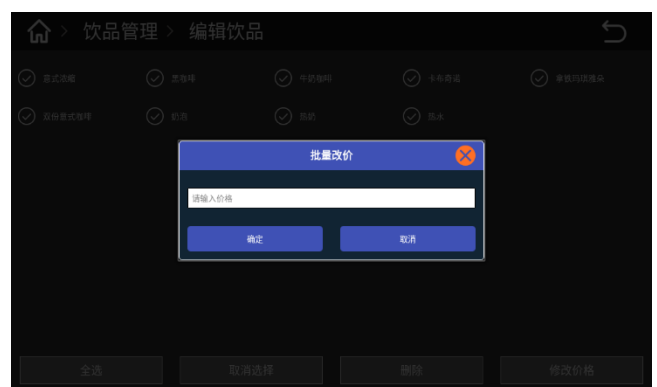 饮品管理 > 编辑饮品
意式浓缩 美式咖啡 牛奶咖啡 卡布奇诺 拿铁玛琪雅朵
双份意式咖啡 奶泡 热奶 热水
批量改价
请输入价格
确定 取消
全选 取消选择 删除 修改价格